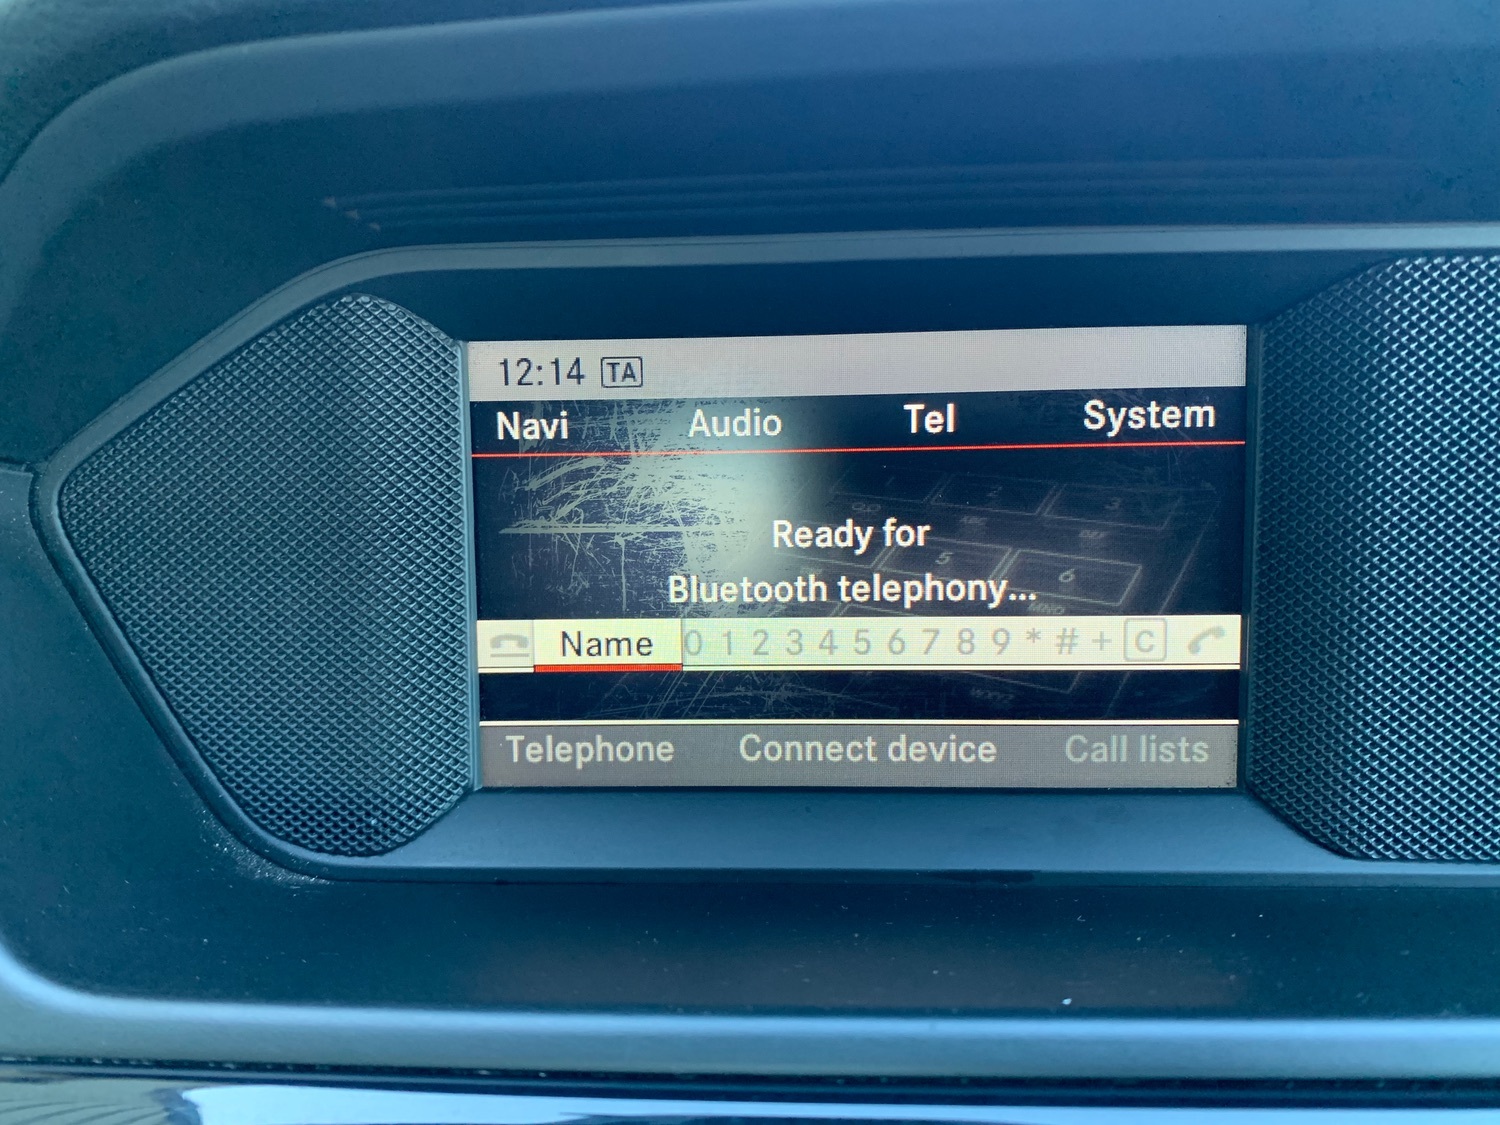 12:14 TA
Navi Audio Tel System
Ready for
Bluetooth telephony...
Name 0 1 2 3 4 5 6 7 8 9 * # + C
Telephone Connect device Call lists